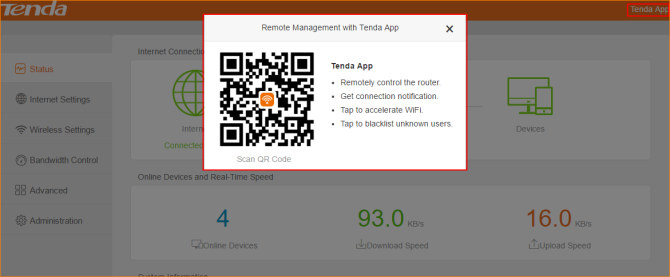 Tenda
Tenda App
Remote Management with Tenda App
Tenda App
Remotely control the router.
Get connection notification.
Tap to accelerate WiFi.
Tap to blacklist unknown users.
Scan QR Code
Status
Internet Settings
Wireless Settings
Bandwidth Control
Advanced
Administration
Internet Connectio
Intern
Connected
Devices
Online Devices and Real-Time Speed
4
93.0 KB/s
16.0 KB/s
Online Devices
Download Speed
Upload Speed